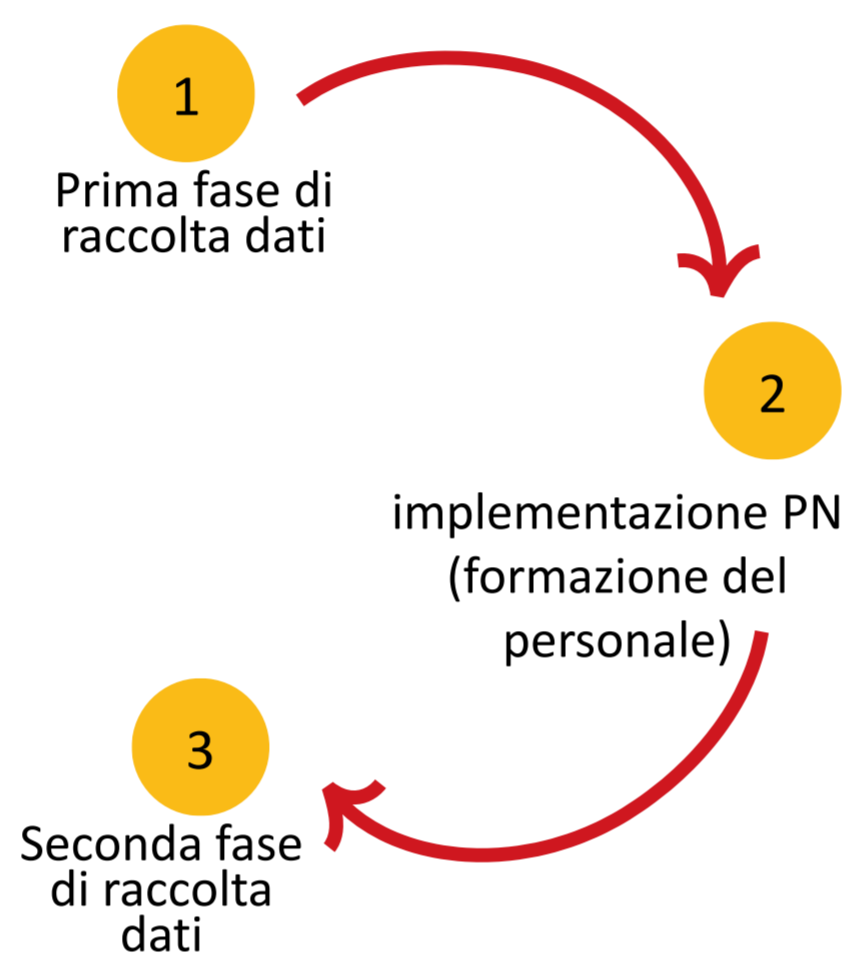 1
Prima fase di
raccolta dati
2
implementazione PN
(formazione del
personale)
3
Seconda fase
di raccolta
dati